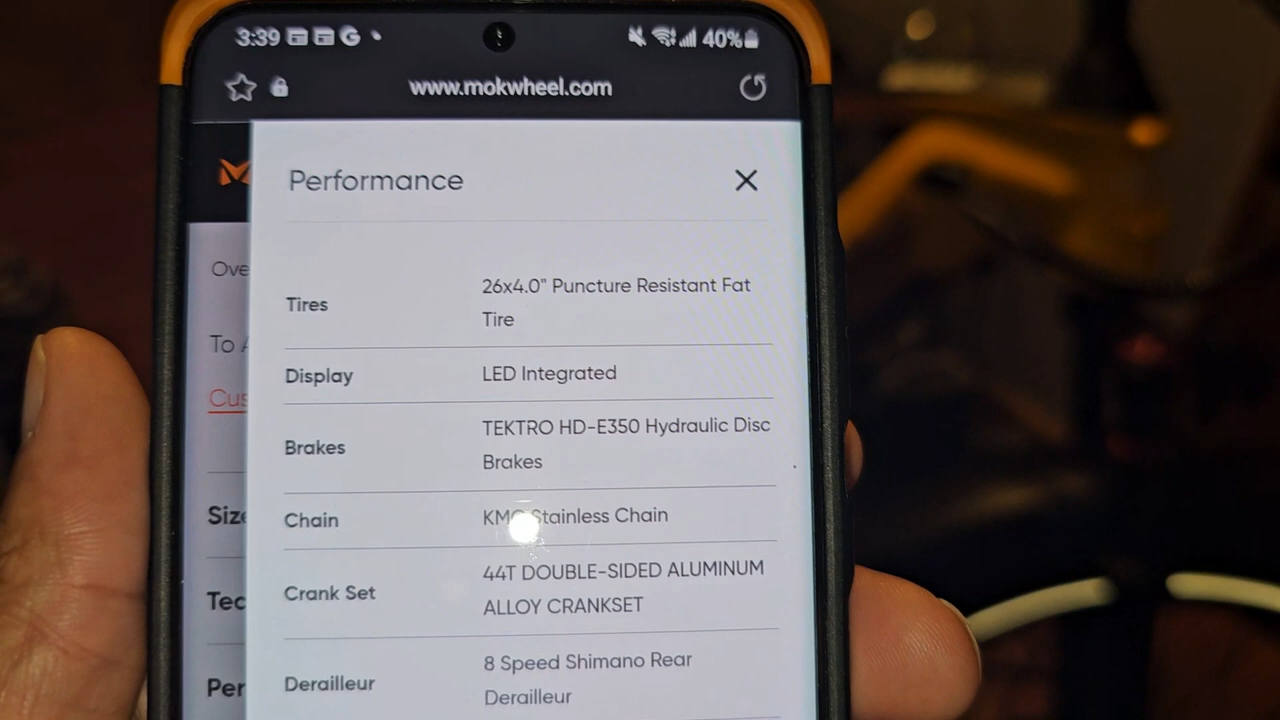 3:39
40%
www.mokwheel.com
Performance
Ove
Tires
26x4.0" Puncture Resistant Fat
Tire
To
Display
LED Integrated
Cus
Brakes
TEKTRO HD-E350 Hydraulic Disc
Brakes
Size
Chain
KMC Stainless Chain
Crank Set
44T DOUBLE-SIDED ALUMINUM
ALLOY CRANKSET
Tec
Derailleur
8 Speed Shimano Rear
Derailleur
Per